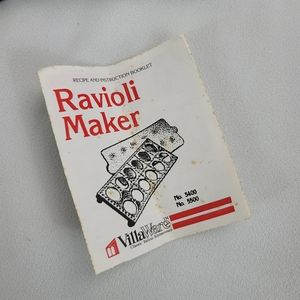 RECIPE AND INSTRUCTION BOOKLET
Ravioli
Maker
No. 5400
No. 5500
VillaWare